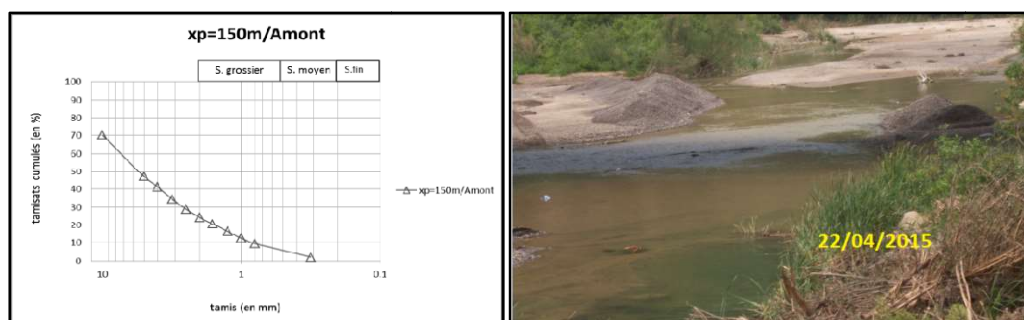 xp=150m/Amont
S. grossier S. moyen S.fin
tamisats cumulés (en %)
100
90
80
70
60
50
40
30
20
10
0
10 1 0.1
tamis (en mm)
xp=150m/Amont
22/04/2015